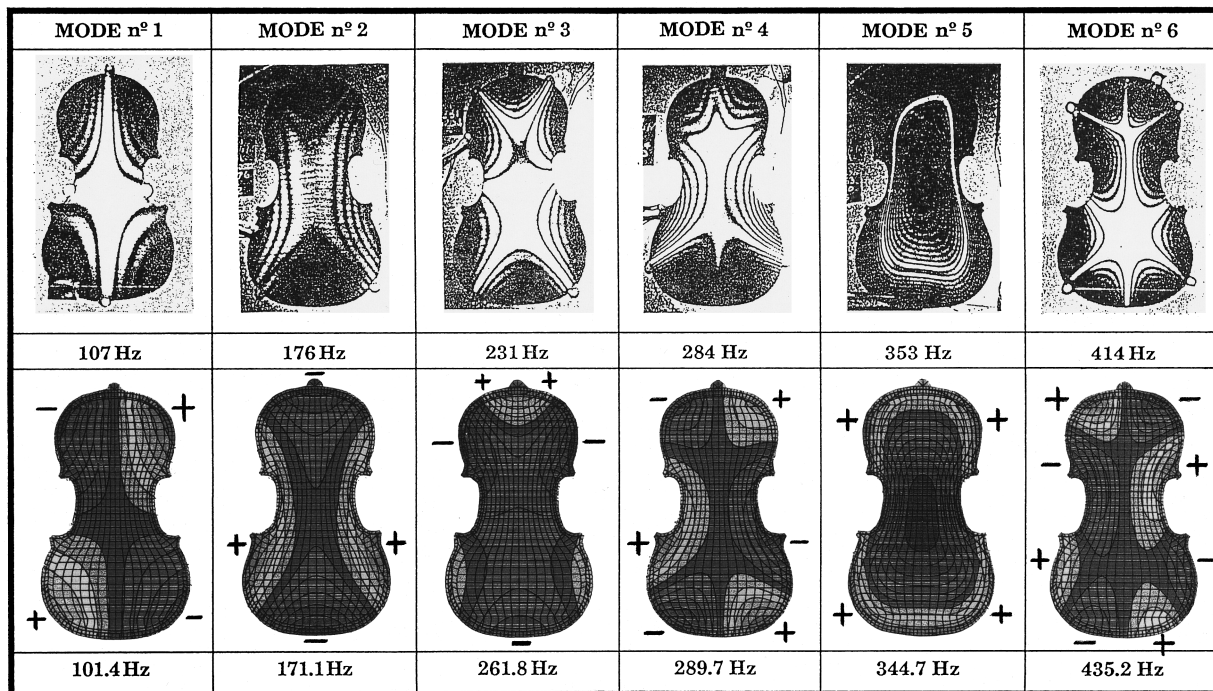 MODE nº 1 MODE nº 2 MODE nº 3 MODE nº 4 MODE nº 5 MODE nº 6
107 Hz 176 Hz 231 Hz 284 Hz 353 Hz 414 Hz
− + − + + − + + + − +
− − − +
+ − + + + − + −
− − − + + + − +
101.4 Hz 171.1 Hz 261.8 Hz 289.7 Hz 344.7 Hz 435.2 Hz